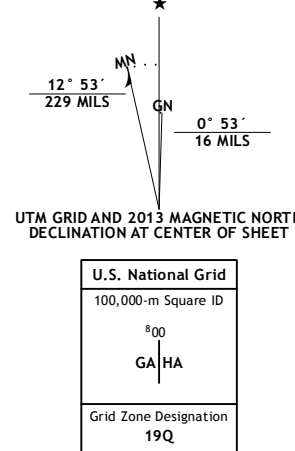 ★
MN
GN
12° 53´
229 MILS
0° 53´
16 MILS
UTM GRID AND 2013 MAGNETIC NORTH
DECLINATION AT CENTER OF SHEET
U.S. National Grid
100,000-m Square ID
⁸00
GA HA
Grid Zone Designation
19Q